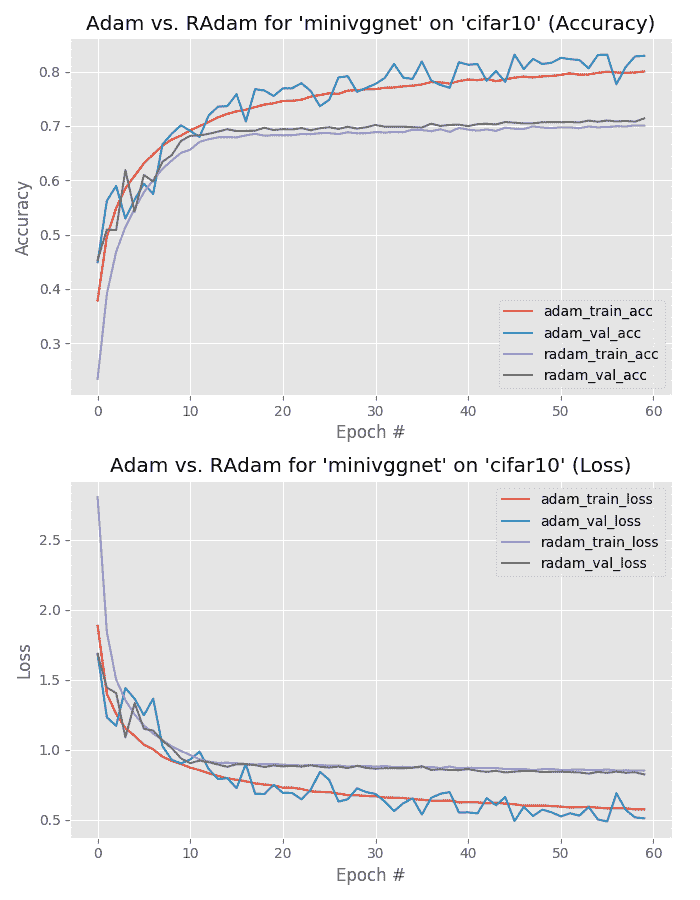 Adam vs. RAdam for 'minivggnet' on 'cifar10' (Accuracy)
0.8
0.7
0.6
0.5
0.4
0.3
Accuracy
adam_train_acc
adam_val_acc
radam_train_acc
radam_val_acc
0 10 20 30 40 50 60
Epoch #
Adam vs. RAdam for 'minivggnet' on 'cifar10' (Loss)
adam_train_loss
adam_val_loss
radam_train_loss
radam_val_loss
2.5
2.0
1.5
1.0
0.5
Loss
0 10 20 30 40 50 60
Epoch #